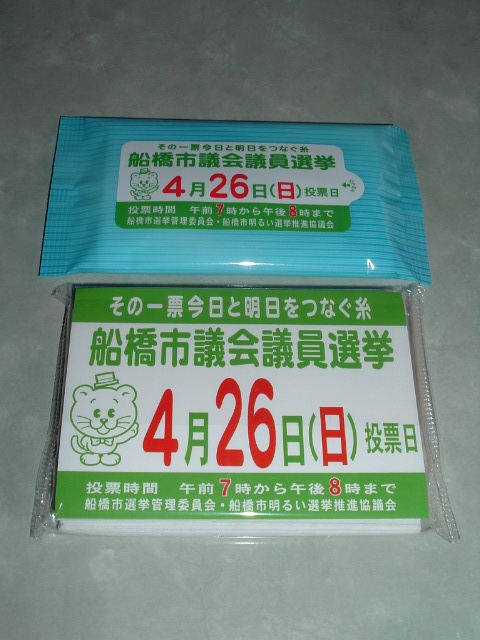 その一票今日と明日をつなぐ糸
船橋市議会議員選挙
4月26日(日)投票日
投票時間 午前7時から午後8時まで
船橋市選挙管理委員会・船橋市明るい選挙推進協議会
その一票今日と明日をつなぐ糸
船橋市議会議員選挙
4月26日(日)投票日
投票時間 午前7時から午後8時まで
船橋市選挙管理委員会・船橋市明るい選挙推進協議会